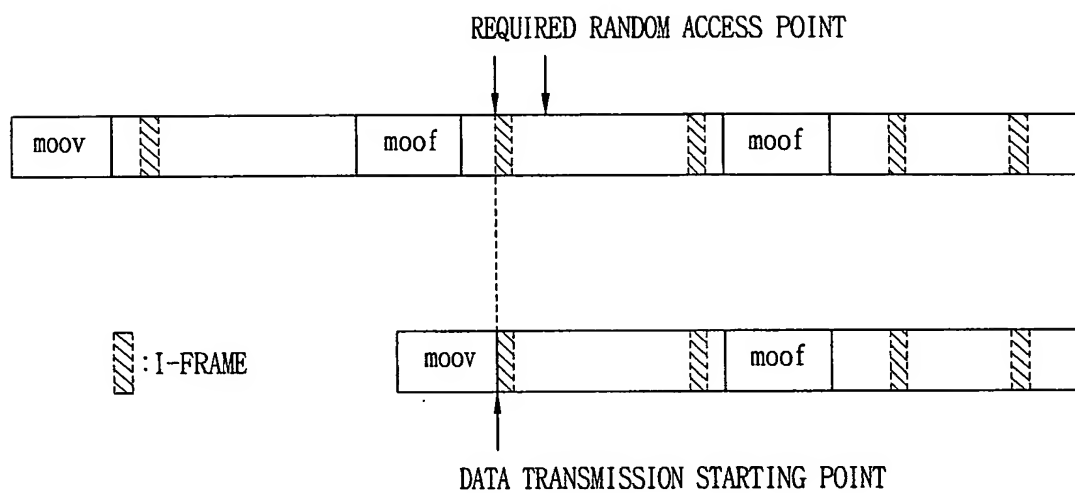 REQUIRED RANDOM ACCESS POINT
moov moof moof
:I-FRAME
moov moof
DATA TRANSMISSION STARTING POINT